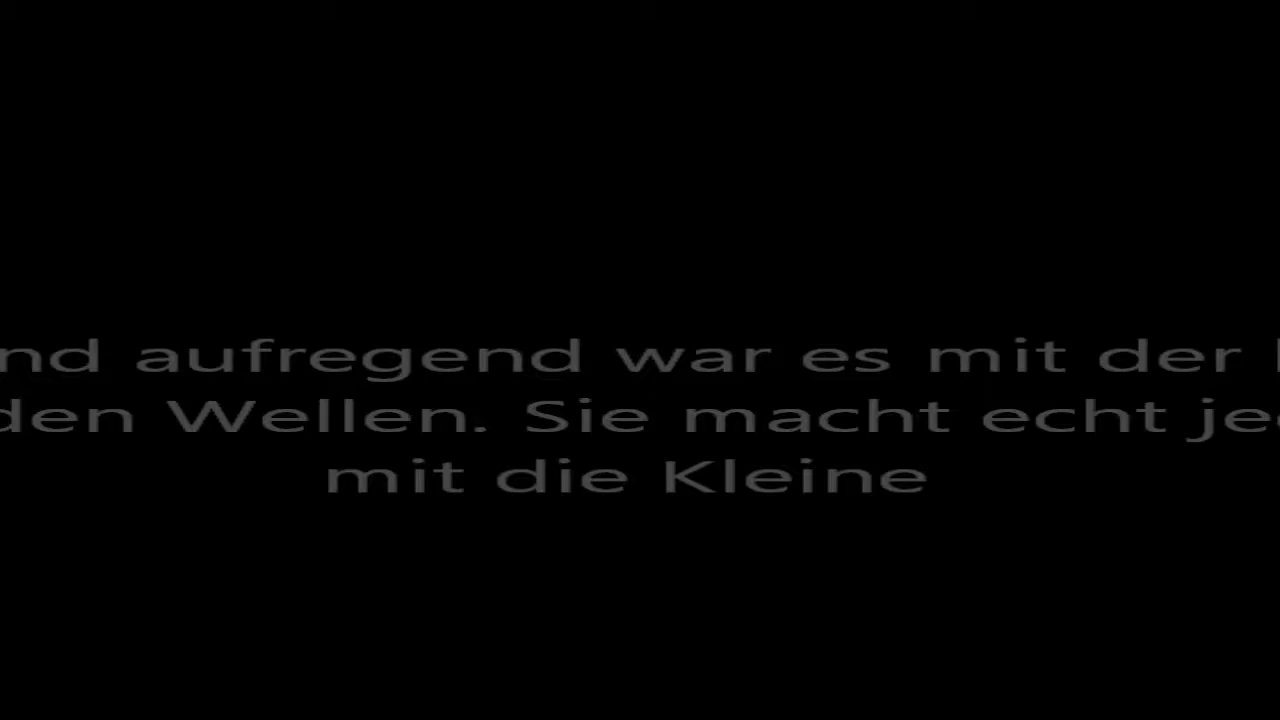 nd aufregend war es mit der
den Wellen. Sie macht echt je
mit die Kleine